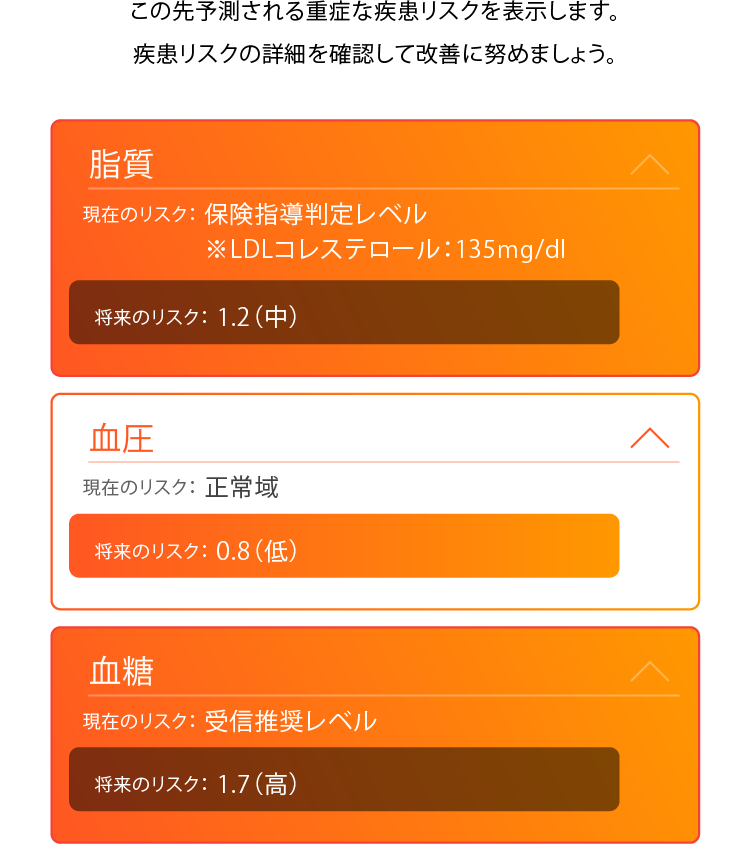 この先予測される重症な疾患リスクを表示します。
疾患リスクの詳細を確認して改善に努めましょう。
脂質
現在のリスク： 保険指導判定レベル
※LDLコレステロール：135mg/dl
将来のリスク： 1.2（中）
血圧
現在のリスク： 正常域
将来のリスク： 0.8（低）
血糖
現在のリスク： 受信推奨レベル
将来のリスク： 1.7（高）